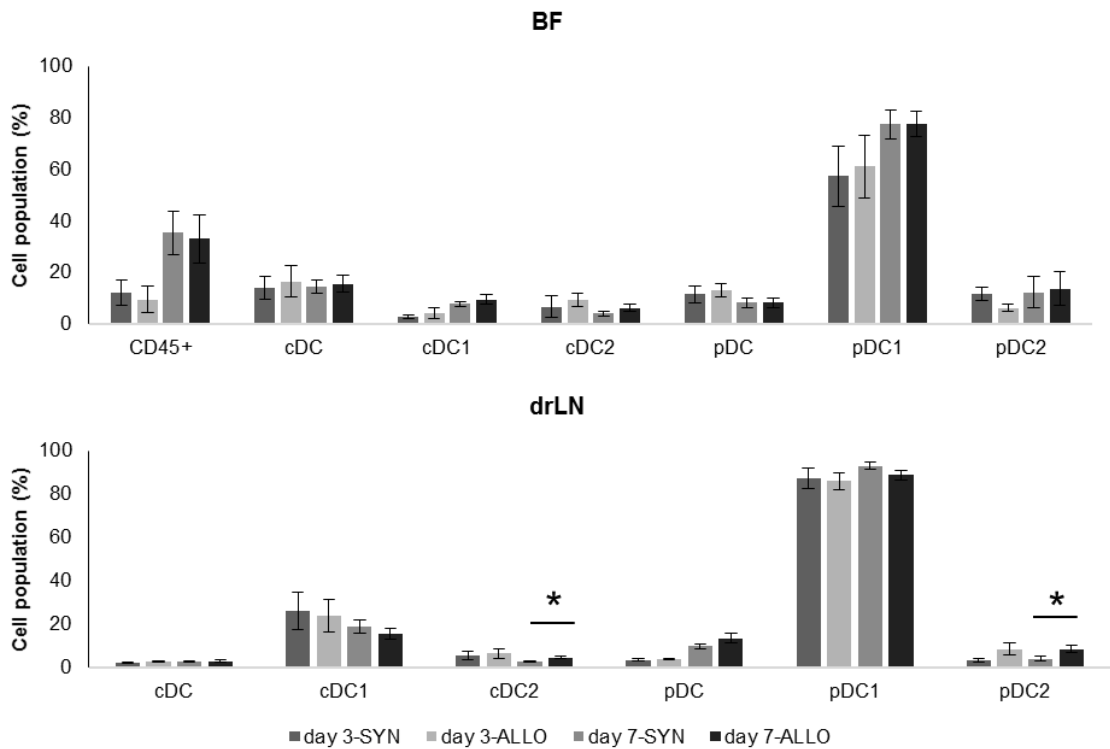 BF
Cell population (%)
100
80
60
40
20
0
CD45+ cDC cDC1 cDC2 pDC pDC1 pDC2
drLN
Cell population (%)
100
80
60
40
20
0
* *
cDC cDC1 cDC2 pDC pDC1 pDC2
day 3-SYN day 3-ALLO day 7-SYN day 7-ALLO